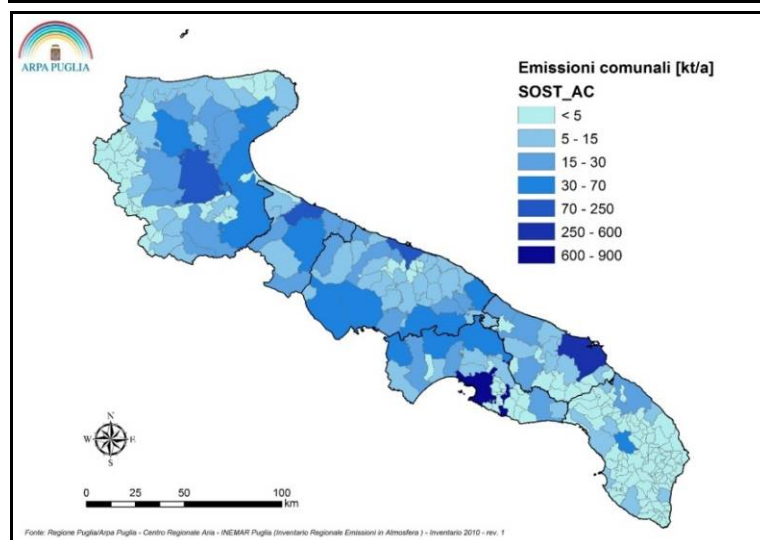 ARPA PUGLIA
Emissioni comunali [kt/a]
SOST_AC
< 5
5 - 15
15 - 30
30 - 70
70 - 250
250 - 600
600 - 900
N
W E
S
0 25 50 100
km
Fonte: Regione Puglia/Arpa Puglia - Centro Regionale Aria - INEMAR Puglia (Inventario Regionale Emissioni in Atmosfera ) - Inventario 2010 - rev. 1